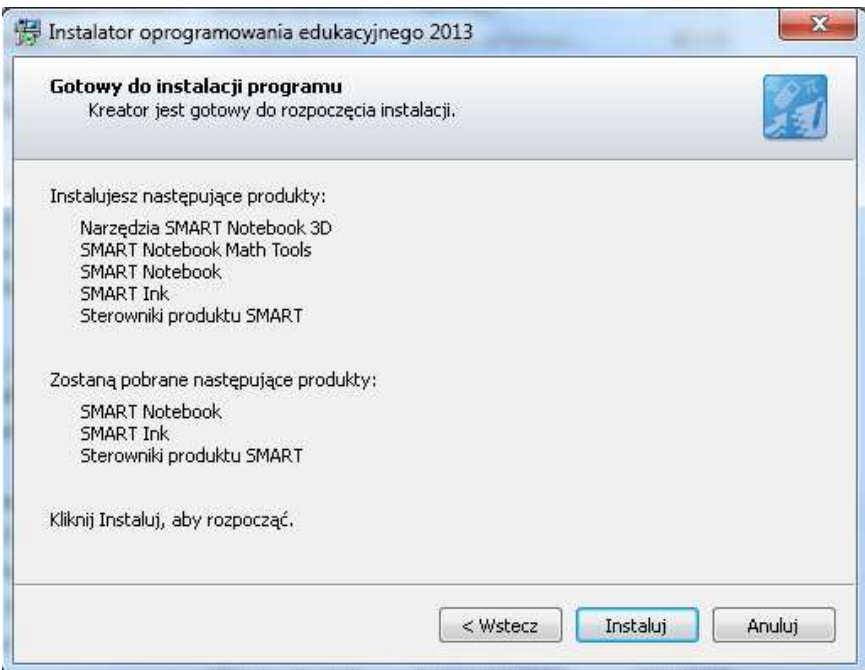 Instalator oprogramowania edukacyjnego 2013
Gotowy do instalacji programu
Kreator jest gotowy do rozpoczęcia instalacji.
Instalujesz następujące produkty:
Narzędzia SMART Notebook 3D
SMART Notebook Math Tools
SMART Notebook
SMART Ink
Sterowniki produktu SMART
Zostaną pobrane następujące produkty:
SMART Notebook
SMART Ink
Sterowniki produktu SMART
Kliknij Instaluj, aby rozpocząć.
< Wstecz Instaluj Anuluj